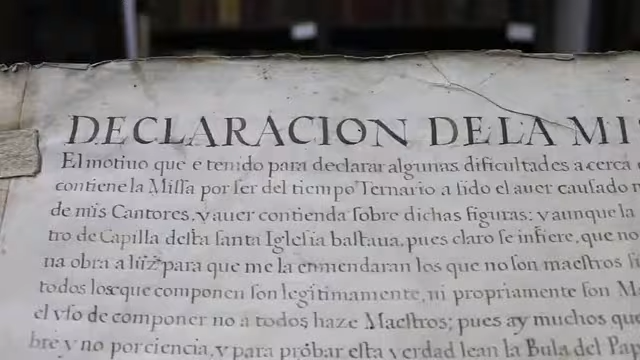 DECLARACION DE LA MI
El motiuo que e tenido para declarar algunas dificultades acerca
contiene la Missa por ser del tiempo Ternario a sido el auer causado
de mis Cantores, y auer contienda sobre dichas figuras: y aunque la
tro de Capilla desta santa Iglesia bastaua, pues claro se infiere, que no
na obra a luz para que me la enmendaran los que no son maestros
todos los que componen son legitimamente, ni propriamente son
el vso de componer no a todos haze Maestros; pues ay muchos que
bre y no por ciencia, y para probar esta verdad lean la Bula del Pap